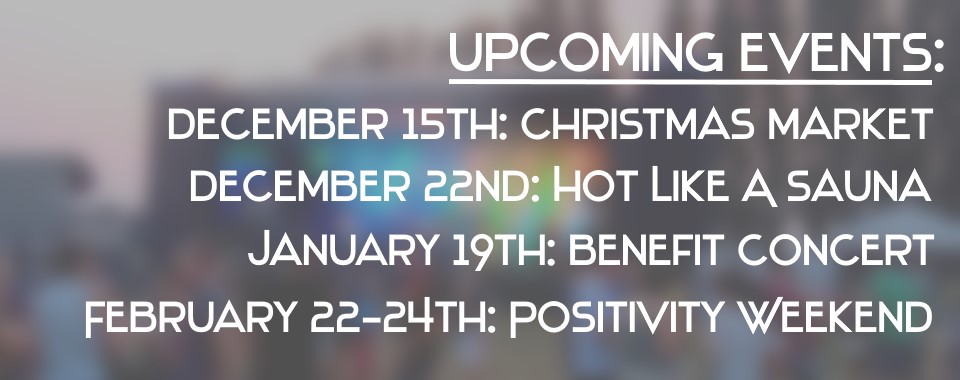 UPCOMING EVENTS:
DECEMBER 15TH: CHRISTMAS MARKET
DECEMBER 22ND: HOT LIKE A SAUNA
JANUARY 19TH: BENEFIT CONCERT
FEBRUARY 22-24TH: POSITIVITY WEEKEND